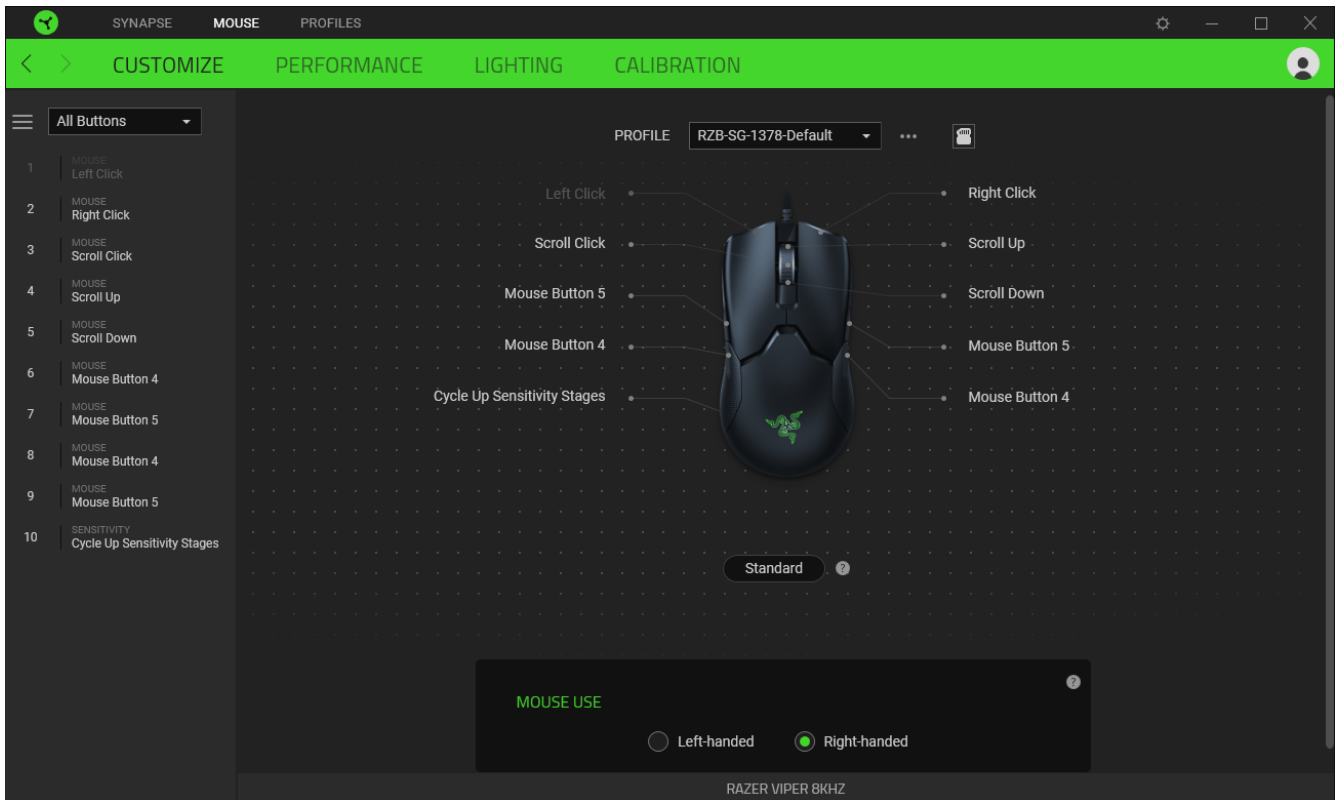 SYNAPSE MOUSE PROFILES
CUSTOMIZE PERFORMANCE LIGHTING CALIBRATION
All Buttons
1 MOUSE
Left Click
2 MOUSE
Right Click
3 MOUSE
Scroll Click
4 MOUSE
Scroll Up
5 MOUSE
Scroll Down
6 MOUSE
Mouse Button 4
7 MOUSE
Mouse Button 5
8 MOUSE
Mouse Button 4
9 MOUSE
Mouse Button 5
10 SENSITIVITY
Cycle Up Sensitivity Stages
PROFILE RZB-SG-1378-Default
Left Click Right Click
Scroll Click Scroll Up
Mouse Button 5 Scroll Down
Mouse Button 4 Mouse Button 5
Cycle Up Sensitivity Stages Mouse Button 4
Standard ?
?
MOUSE USE
Left-handed Right-handed
RAZER VIPER 8KHZ